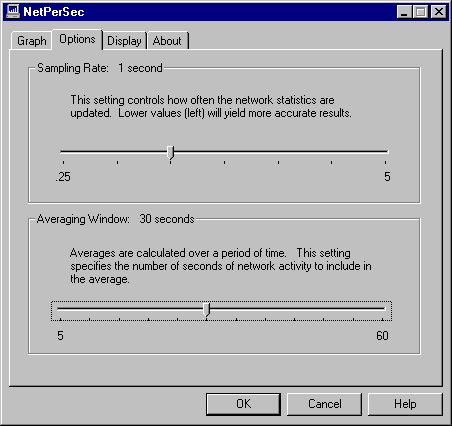 NetPerSec
Graph Options Display About
Sampling Rate: 1 second
This setting controls how often the network statistics are
updated. Lower values (left) will yield more accurate results.
.25 5
Averaging Window: 30 seconds
Averages are calculated over a period of time. This setting
specifies the number of seconds of network activity to include in
the average.
5 60
OK Cancel Help